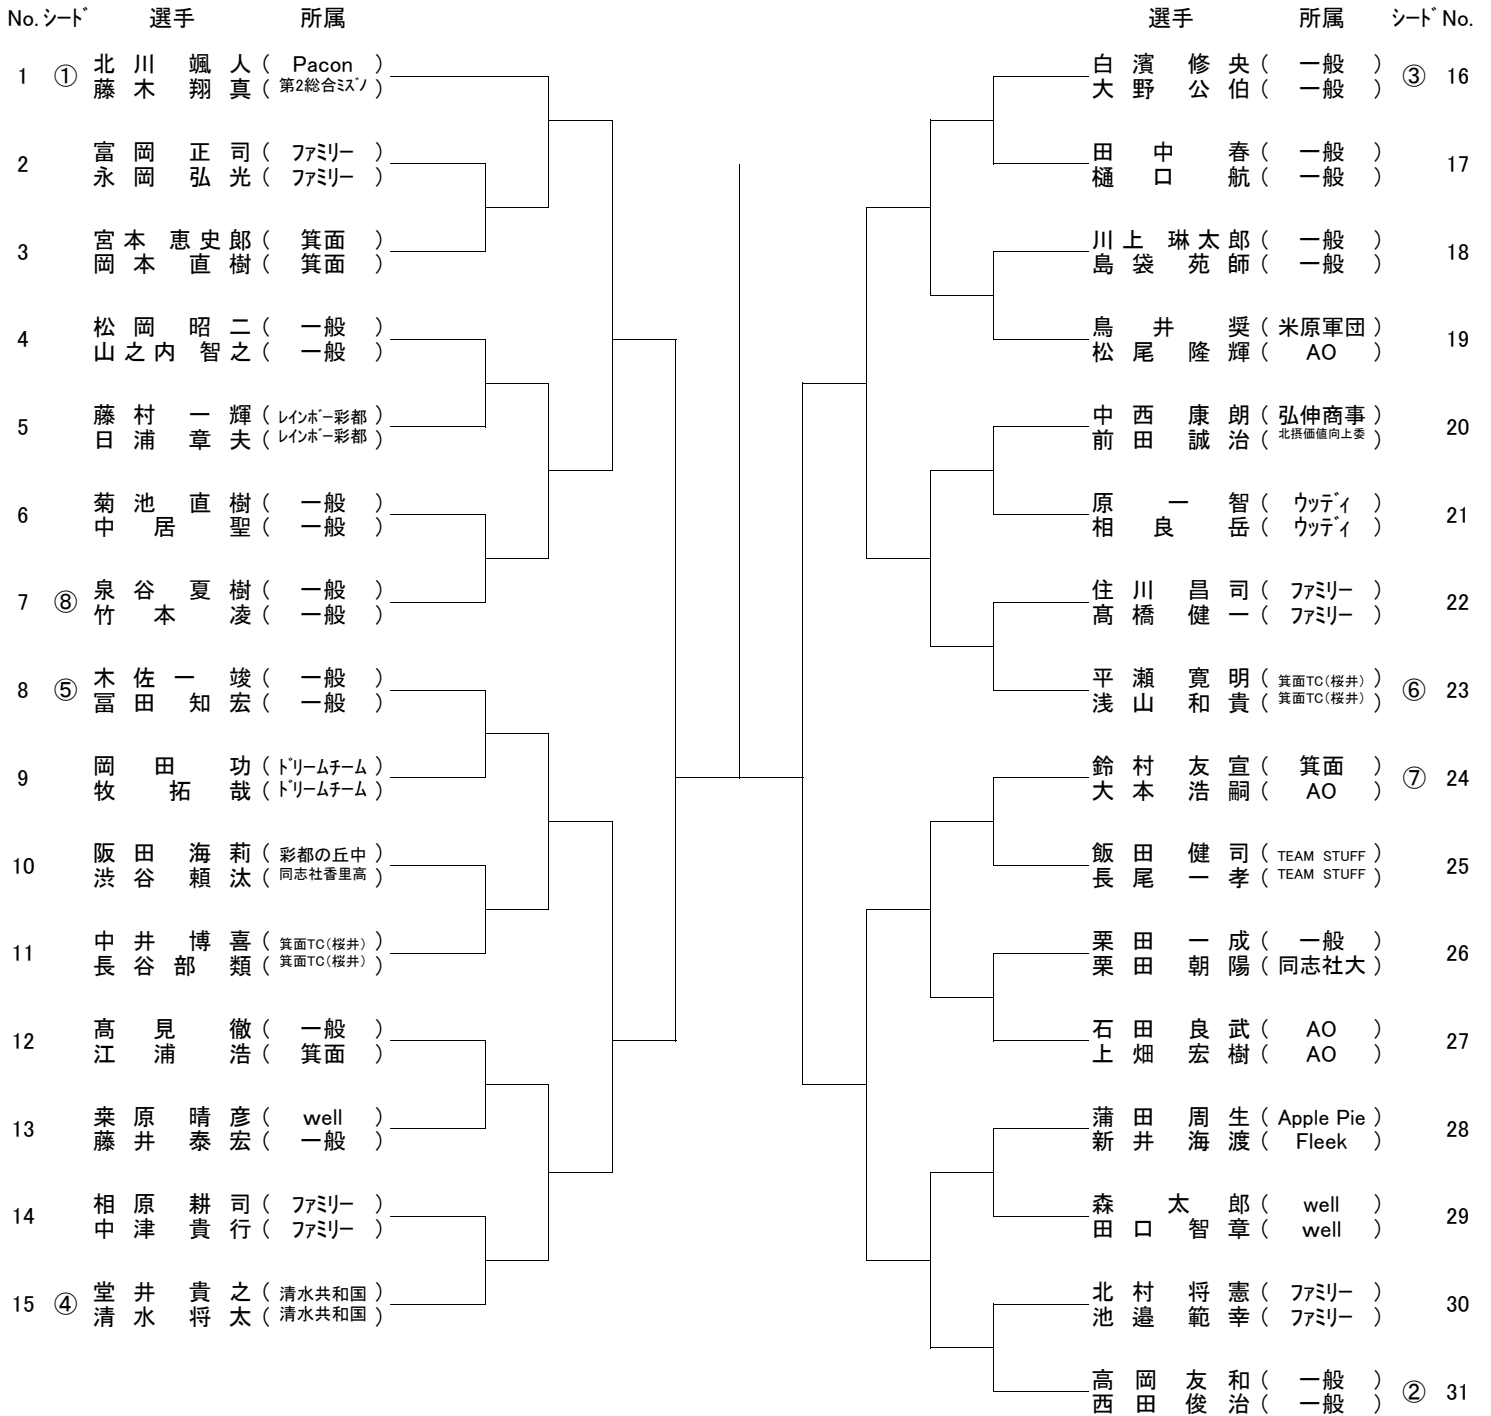 No. シード 選手 所属
1 ① 北川 颯人 ( Pacon )
藤木 翔真 ( 第2総合ミズノ )
2 富岡 正司 ( ファミリー )
永岡 弘光 ( ファミリー )
3 宮本 恵史郎 ( 箕面 )
岡本 直樹 ( 箕面 )
4 松岡 昭二 ( 一般 )
山之内 智之 ( 一般 )
5 藤村 一輝 ( レインボー彩都 )
日浦 章夫 ( レインボー彩都 )
6 菊池 直樹 ( 一般 )
中居 聖 ( 一般 )
7 ⑧ 泉谷 夏樹 ( 一般 )
竹本 凌 ( 一般 )
8 ⑤ 木佐一 竣 ( 一般 )
冨田 知宏 ( 一般 )
9 岡田 功 ( ドリームチーム )
牧 拓哉 ( ドリームチーム )
10 阪田 海莉 ( 彩都の丘中 )
渋谷 頼汰 ( 同志社香里高 )
11 中井 博喜 ( 箕面TC(桜井) )
長谷部 類 ( 箕面TC(桜井) )
12 髙見 徹 ( 一般 )
江浦 浩 ( 箕面 )
13 桒原 晴彦 ( well )
藤井 泰宏 ( 一般 )
14 相原 耕司 ( ファミリー )
中津 貴行 ( ファミリー )
15 ④ 堂井 貴之 ( 清水共和国 )
清水 将太 ( 清水共和国 )
選手 所属 シード No.
白濱 修央 ( 一般 ) ③ 16
大野 公伯 ( 一般 )
田中 春 ( 一般 ) 17
樋口 航 ( 一般 )
川上 琳太郎 ( 一般 ) 18
島袋 苑師 ( 一般 )
鳥井 奨 ( 米原軍団 ) 19
松尾 隆輝 ( AO )
中西 康朗 ( 弘伸商事 ) 20
前田 誠治 ( 北摂価値向上委 )
原 一智 ( ウッディ ) 21
相良 岳 ( ウッディ )
住川 昌司 ( ファミリー ) 22
髙橋 健一 ( ファミリー )
平瀬 寛明 ( 箕面TC(桜井) ) ⑥ 23
浅山 和貴 ( 箕面TC(桜井) )
鈴村 友宣 ( 箕面 ) ⑦ 24
大本 浩嗣 ( AO )
飯田 健司 ( TEAM STUFF ) 25
長尾 一孝 ( TEAM STUFF )
栗田 一成 ( 一般 ) 26
栗田 朝陽 ( 同志社大 )
石田 良武 ( AO ) 27
上畑 宏樹 ( AO )
蒲田 周生 ( Apple Pie ) 28
新井 海渡 ( Fleek )
森 太郎 ( well ) 29
田口 智章 ( well )
北村 将憲 ( ファミリー ) 30
池邉 範幸 ( ファミリー )
高岡 友和 ( 一般 ) ② 31
西田 俊治 ( 一般 )